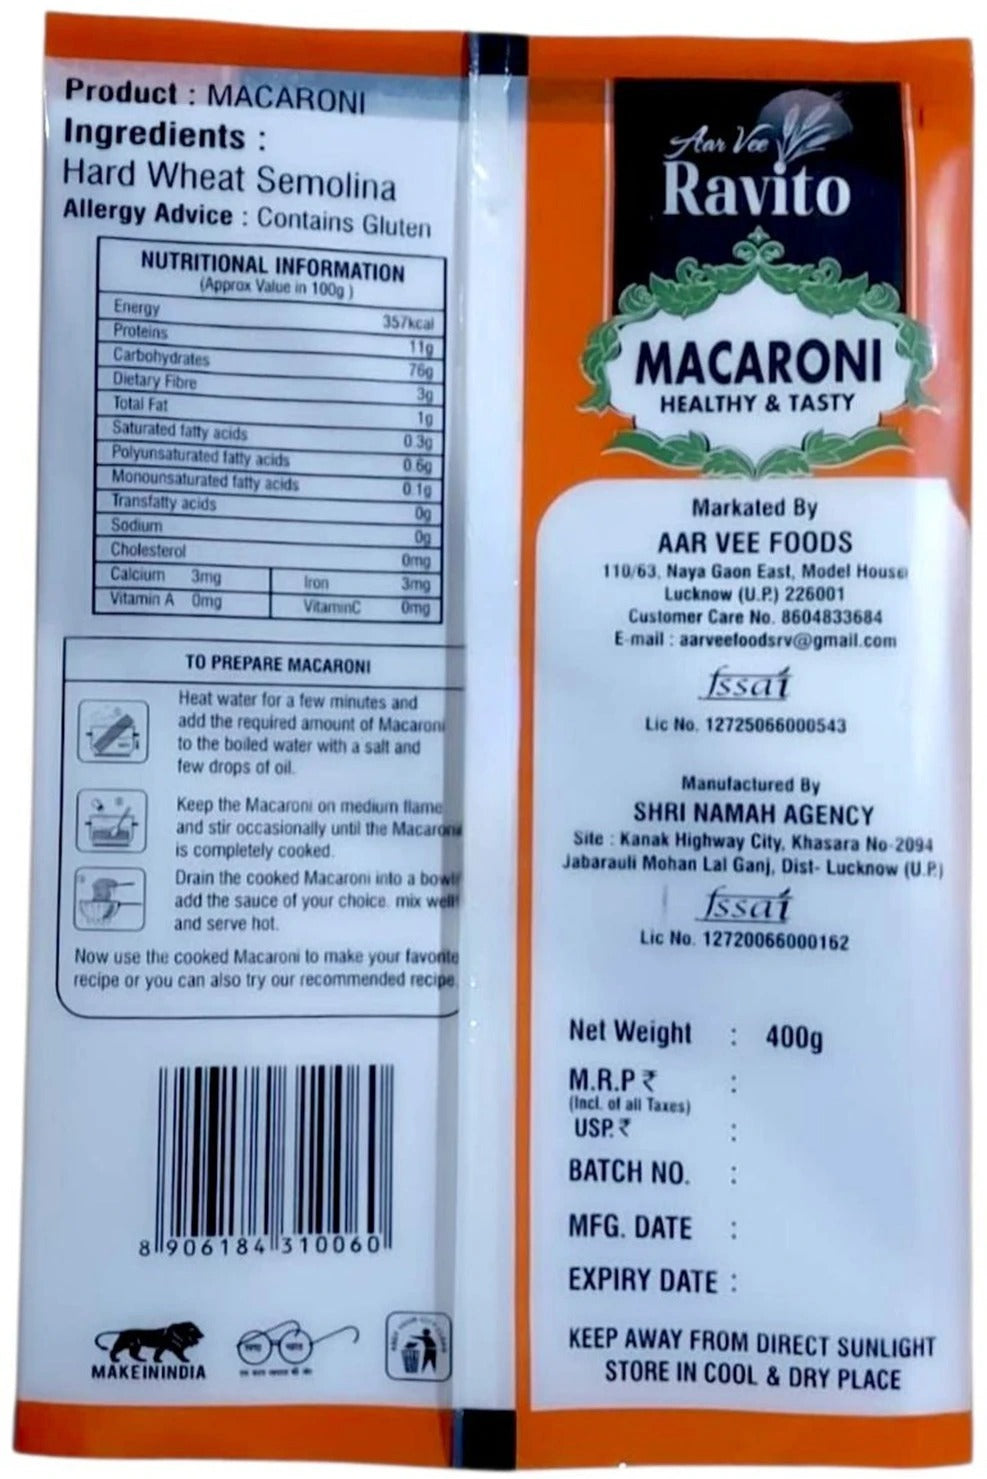 Product : MACARONI
Ingredients :
Hard Wheat Semolina
Allergy Advice : Contains Gluten
NUTRITIONAL INFORMATION
(Approx Value in 100g )
Energy 357kcal
Proteins 11g
Carbohydrates 76g
Dietary Fibre 3g
Total Fat 1g
Saturated fatty acids 0.3g
Polyunsaturated fatty acids 0.6g
Monounsaturated fatty acids 0.1g
Transfatty acids 0g
Sodium 0g
Cholesterol 0mg
Calcium 3mg Iron 3mg
Vitamin A 0mg VitaminC 0mg
TO PREPARE MACARONI
Heat water for a few minutes and
add the required amount of Macaroni
to the boiled water with a salt and
few drops of oil.
Keep the Macaroni on medium flame
and stir occasionally until the Macaroni
is completely cooked.
Drain the cooked Macaroni into a bowl
add the sauce of your choice. mix well
and serve hot.
Now use the cooked Macaroni to make your favorite
recipe or you can also try our recommended recipe.
8 906184 310060
MAKEININDIA
Aar Vee
Ravito
MACARONI
HEALTHY & TASTY
Markated By
AAR VEE FOODS
110/63, Naya Gaon East, Model House
Lucknow (U.P.) 226001
Customer Care No. 8604833684
E-mail : aarveefoodsrv@gmail.com
fssai
Lic No. 12725066000543
Manufactured By
SHRI NAMAH AGENCY
Site : Kanak Highway City, Khasara No-2094
Jabarauli Mohan Lal Ganj, Dist- Lucknow (U.P.)
fssai
Lic No. 12720066000162
Net Weight : 400g
M.R.P ₹ :
(Incl. of all Taxes)
USP. ₹ :
BATCH NO. :
MFG. DATE :
EXPIRY DATE :
KEEP AWAY FROM DIRECT SUNLIGHT
STORE IN COOL & DRY PLACE